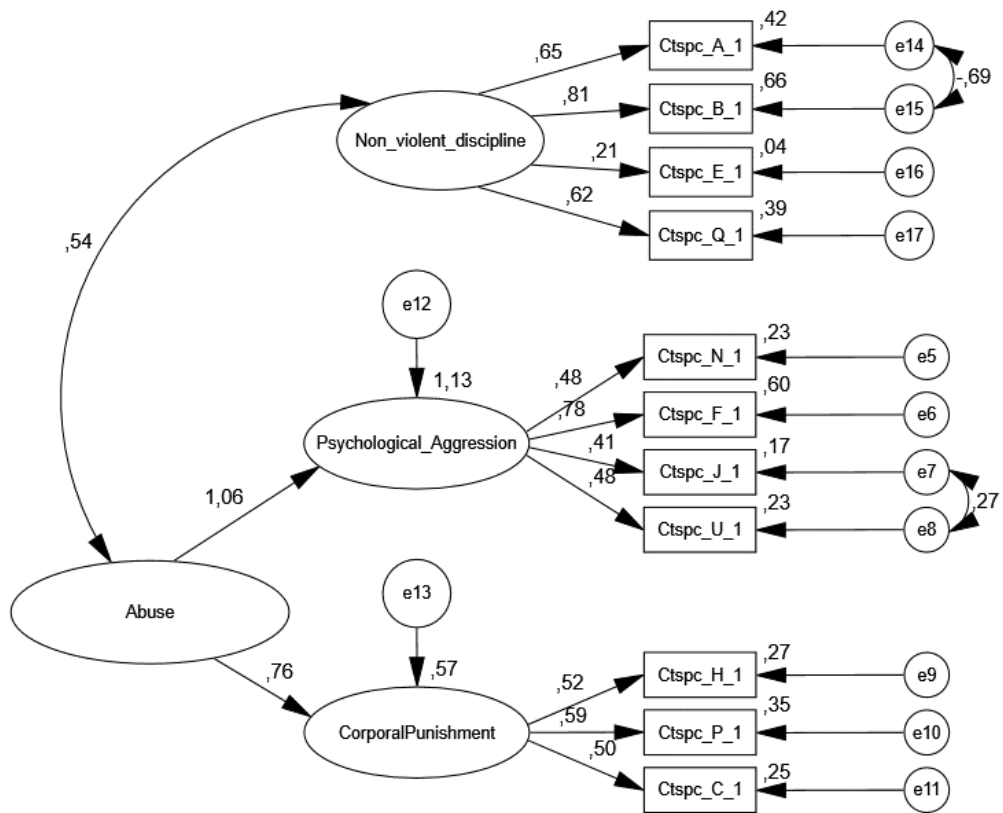 ,42
Ctspc_A_1
e14
,65
-,69
,66
,81
Ctspc_B_1
e15
Non_violent_discipline
,04
,21
Ctspc_E_1
e16
,62
,39
Ctspc_Q_1
e17
,54
e12
,23
Ctspc_N_1
e5
1,13
,48
,60
,78
Ctspc_F_1
e6
Psychological_Aggression
,41
,17
Ctspc_J_1
e7
,48
,27
1,06
,23
Ctspc_U_1
e8
e13
Abuse
,27
,76
,57
,52
Ctspc_H_1
e9
,35
,59
CorporalPunishment
Ctspc_P_1
e10
,50
,25
Ctspc_C_1
e11